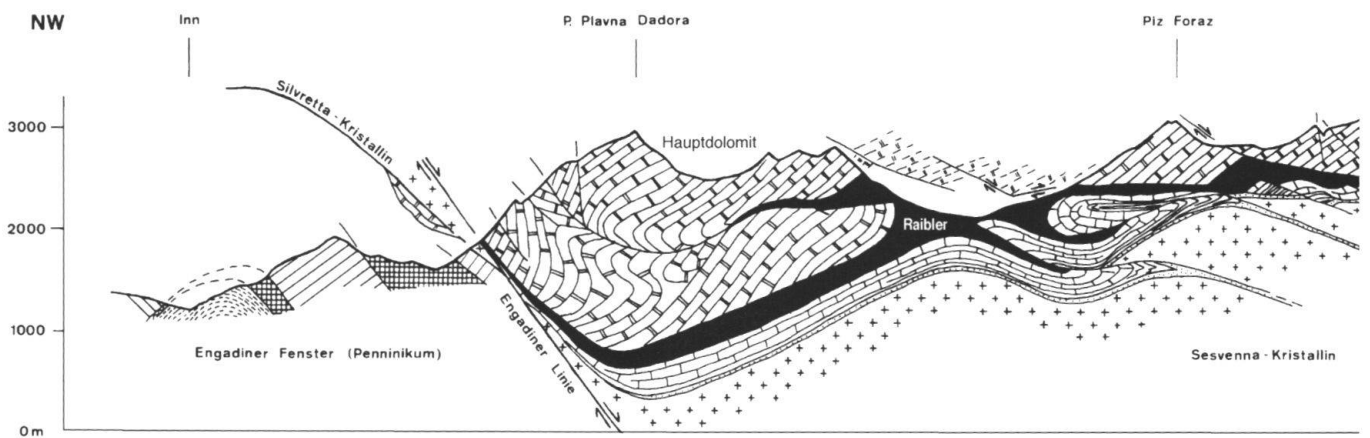 NW
Inn
P. Plavna Dadora
Piz Foraz
Silvretta-Kristallin
3000
Hauptdolomit
2000
Raibler
1000
Engadiner Fenster (Penninikum)
Engadiner Linie
Sesvenna-Kristallin
0m